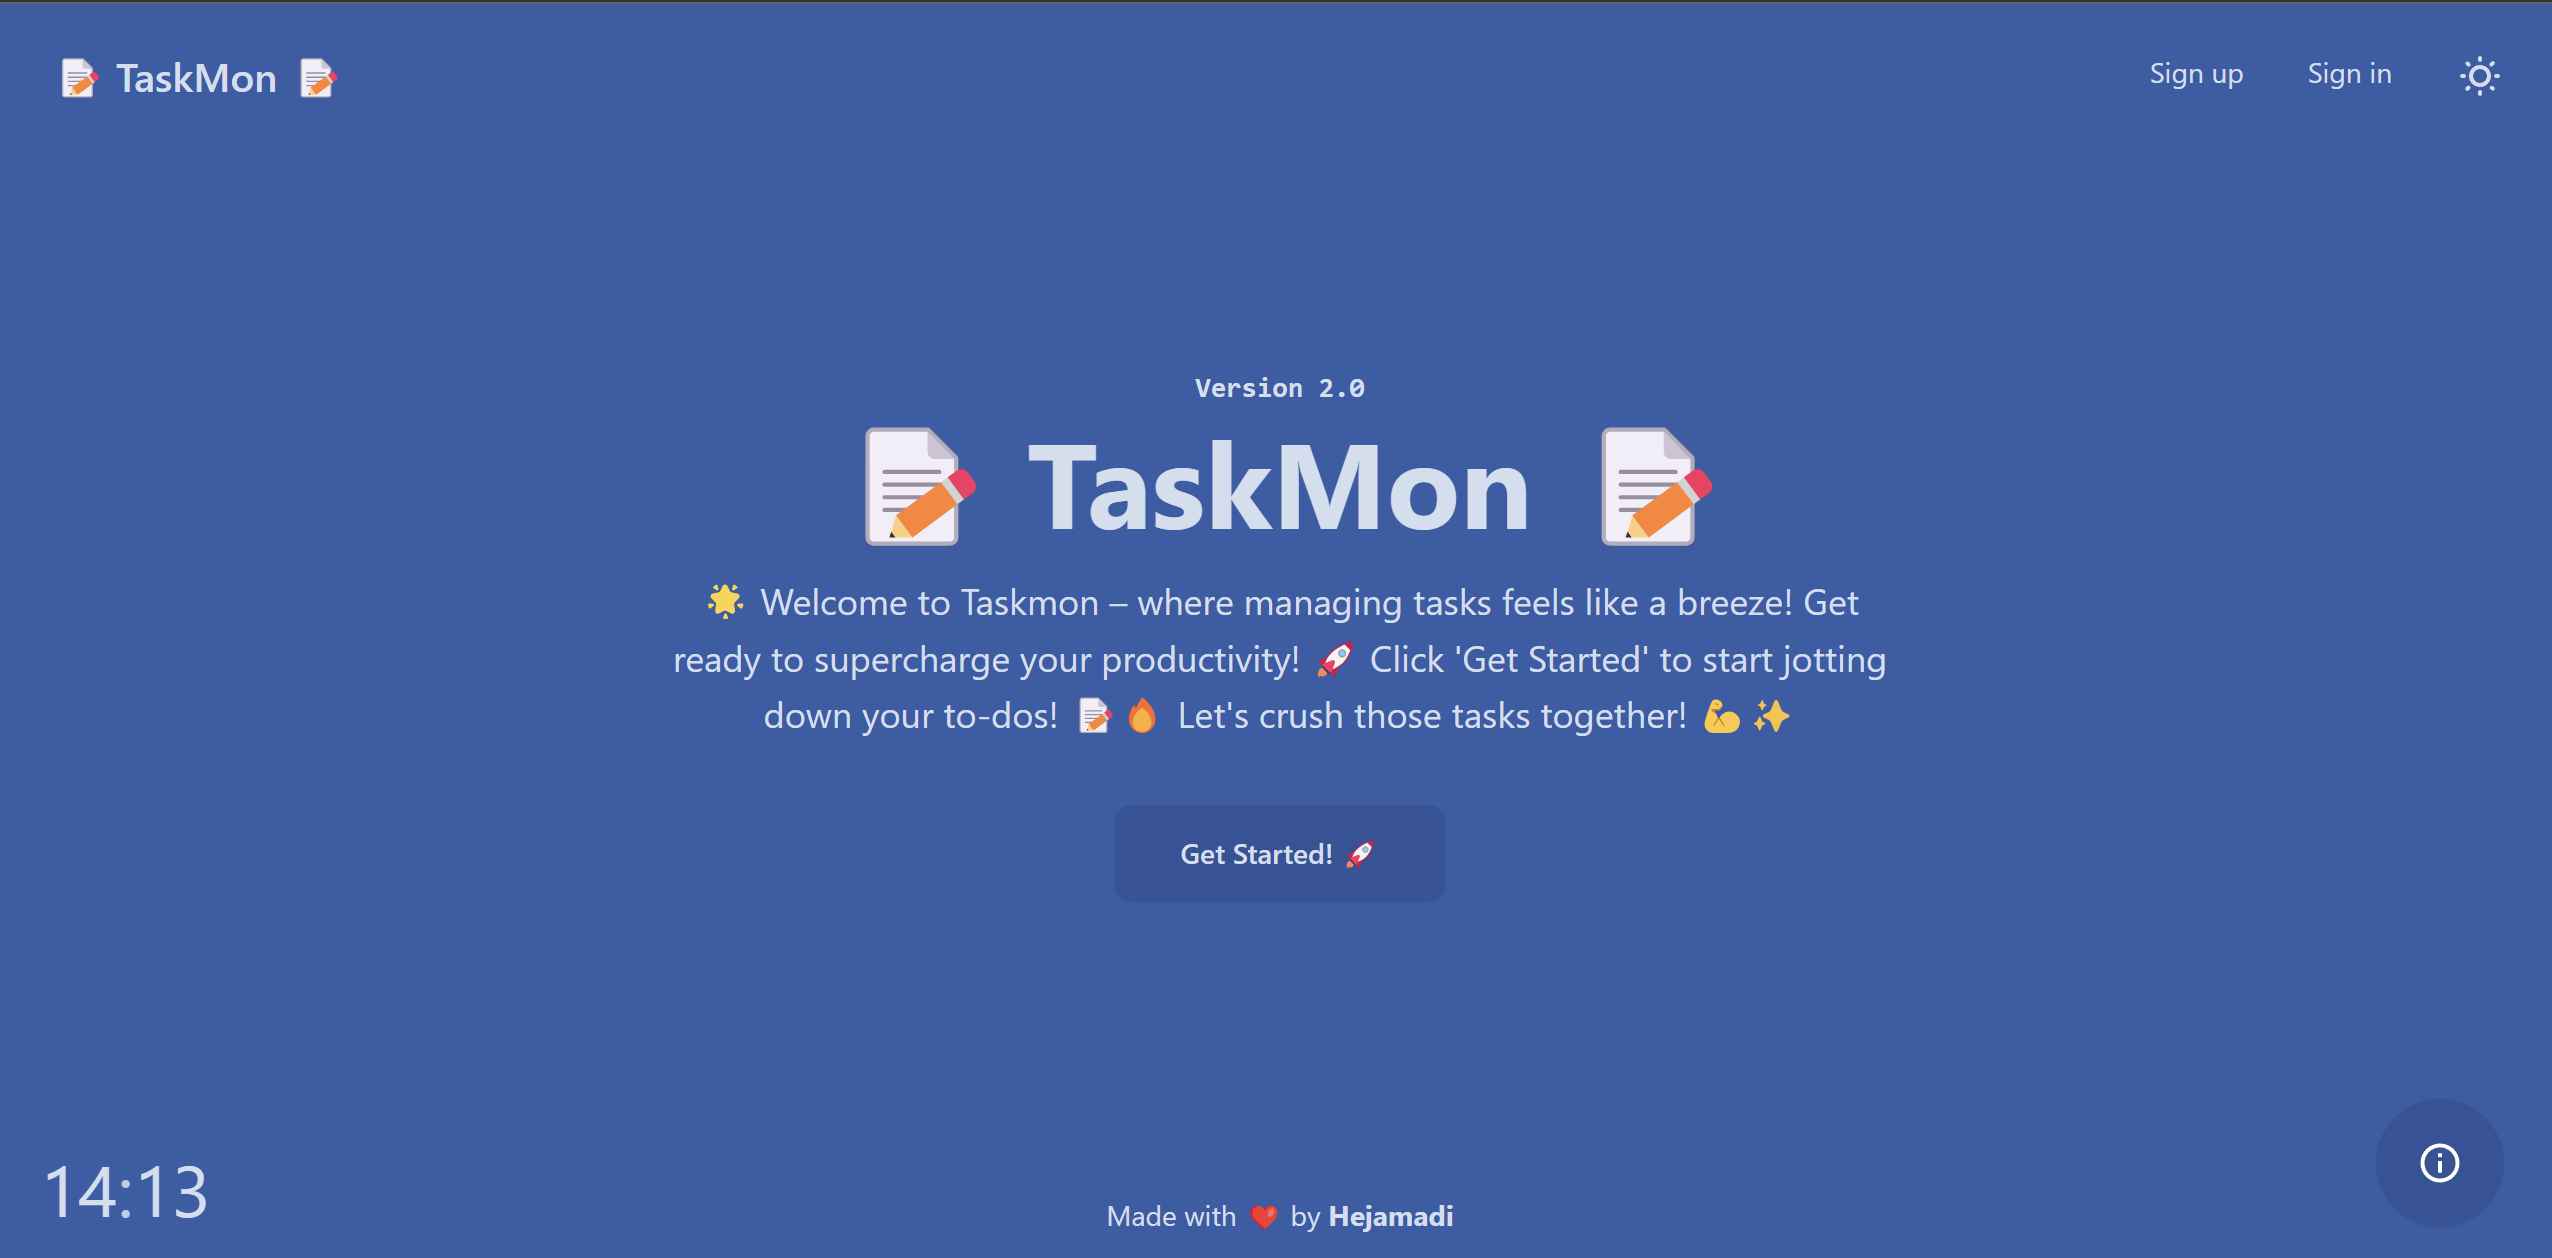 📝 TaskMon 📝
Sign up
Sign in
Version 2.0
📝 TaskMon 📝
🌟 Welcome to Taskmon – where managing tasks feels like a breeze! Get
ready to supercharge your productivity! 🚀 Click 'Get Started' to start jotting
down your to-dos! 📝🔥 Let's crush those tasks together! 💪✨
Get Started! 🚀
14:13
Made with ❤️ by Hejamadi